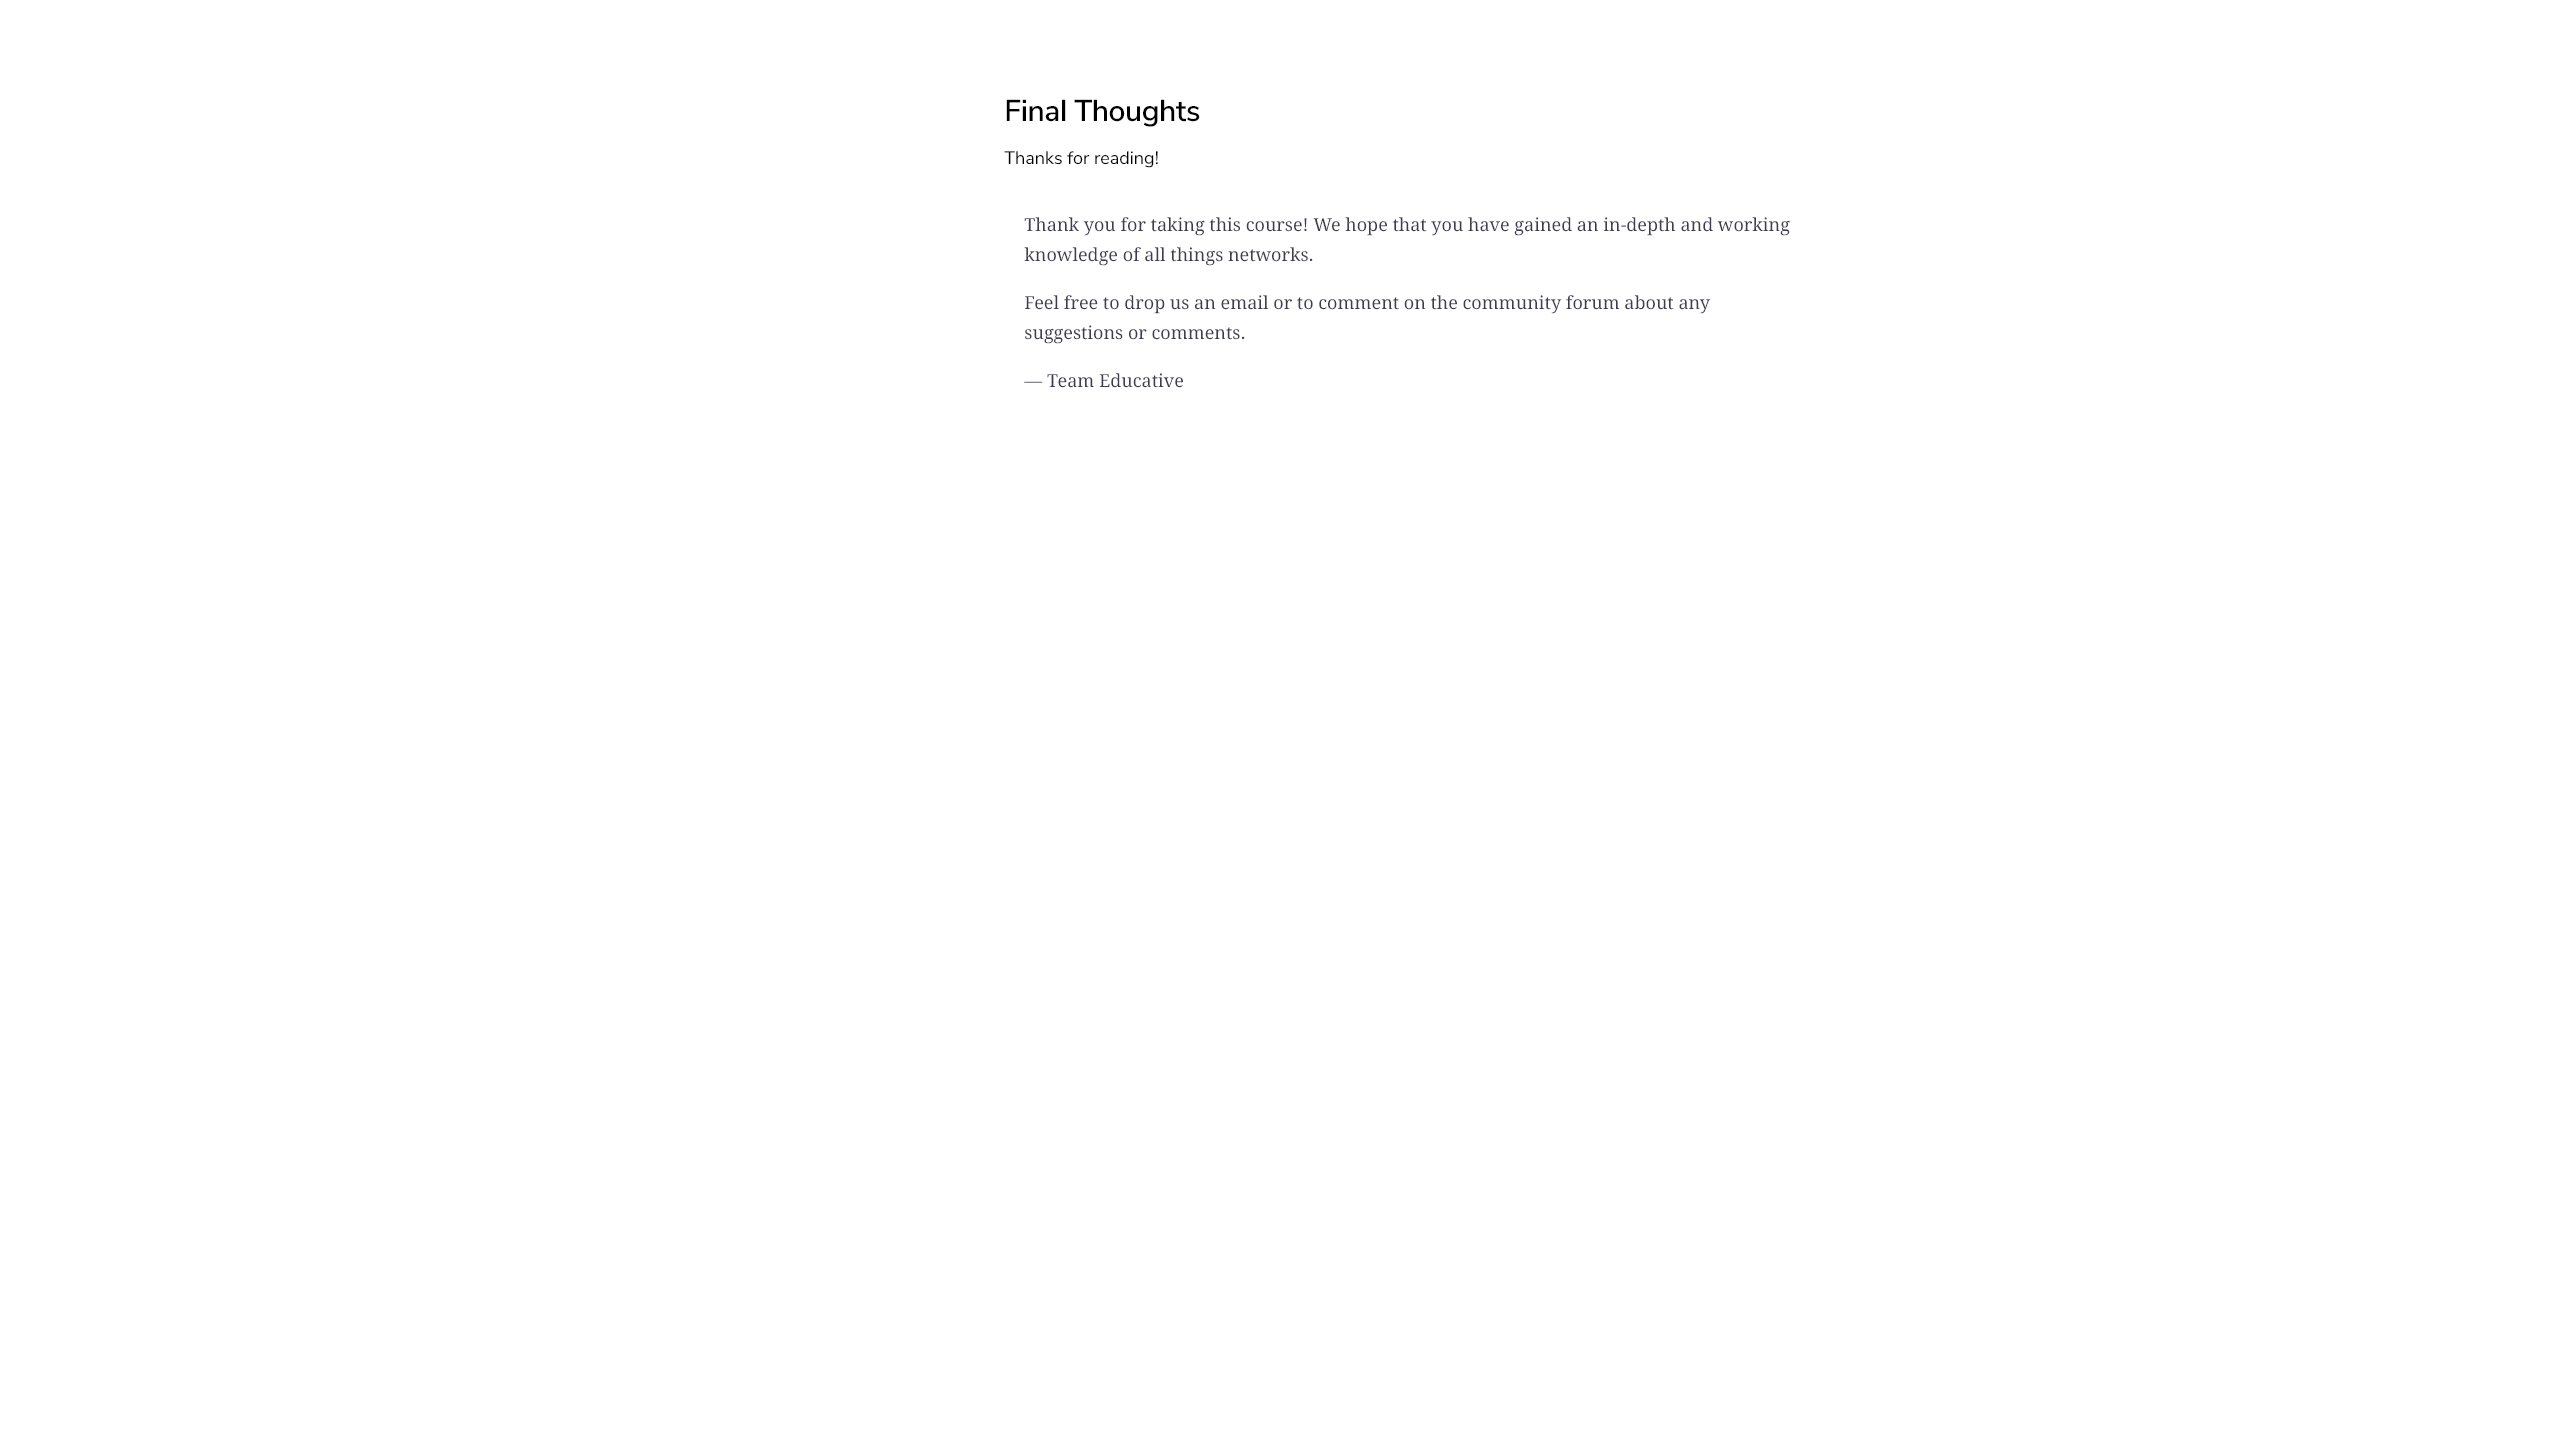 Final Thoughts
Thanks for reading!
Thank you for taking this course! We hope that you have gained an in-depth and working
knowledge of all things networks.
Feel free to drop us an email or to comment on the community forum about any
suggestions or comments.
— Team Educative